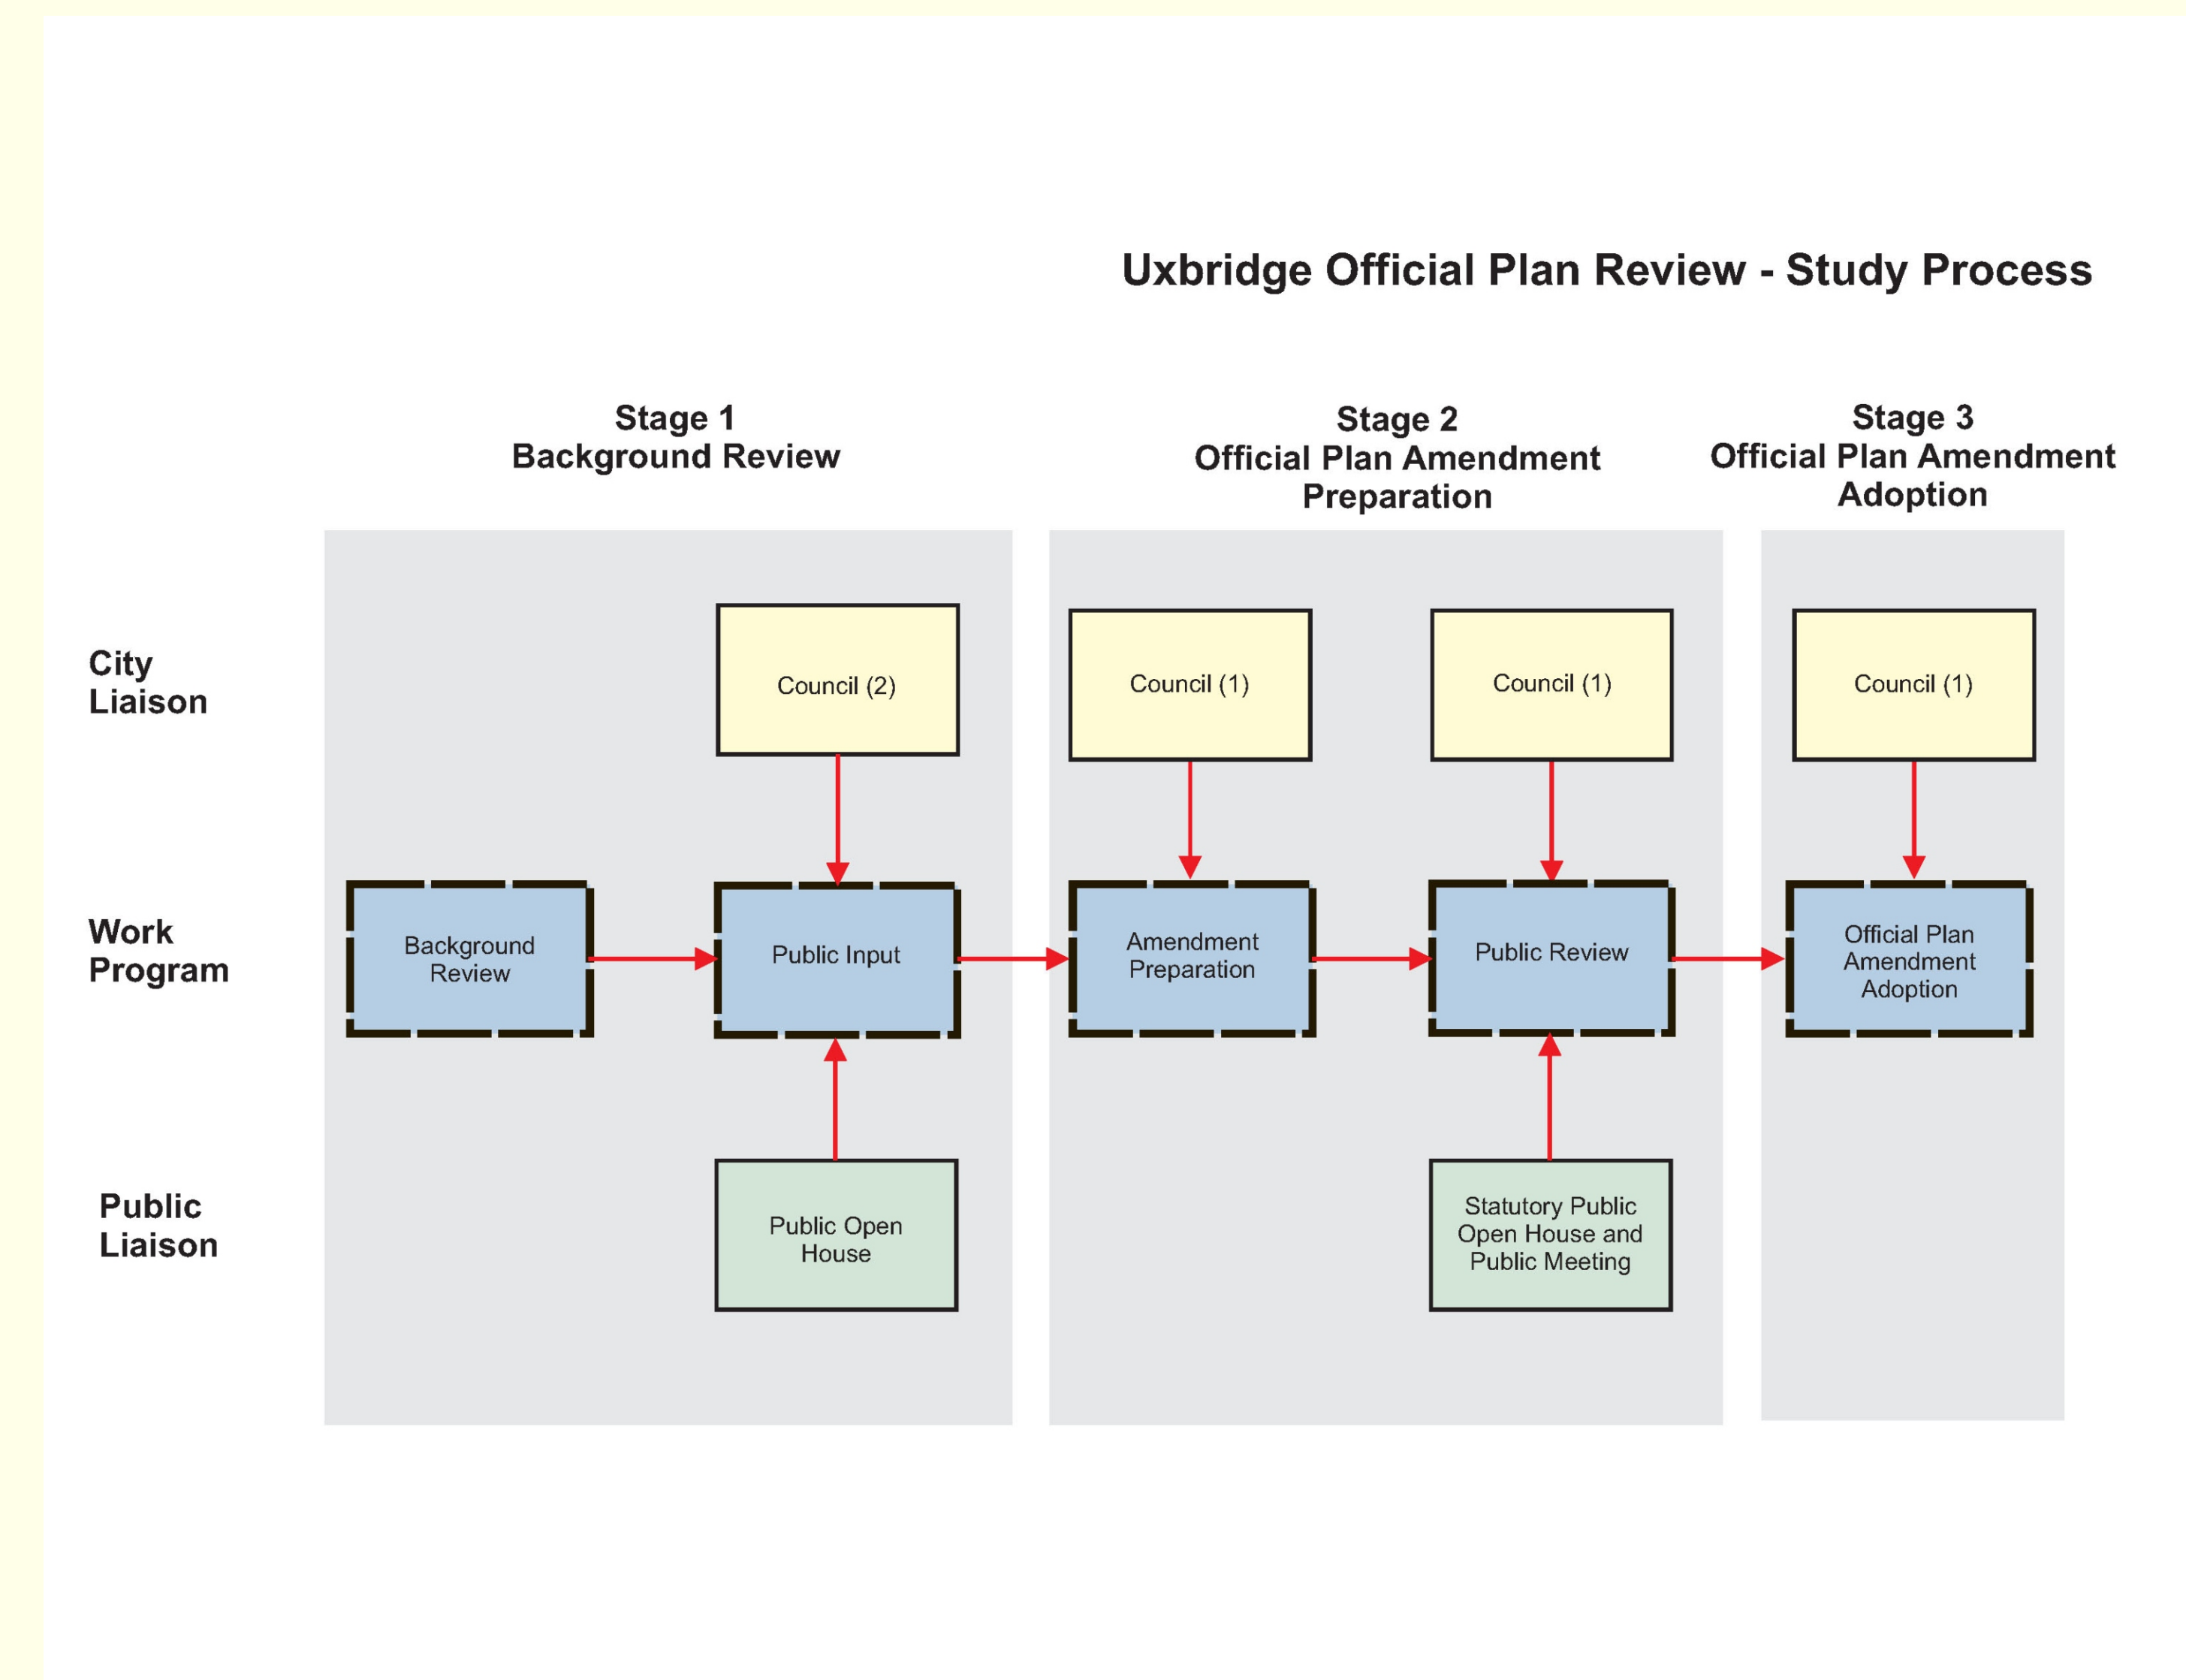 Uxbridge Official Plan Review - Study Process
Stage 1
Background Review
Stage 2
Official Plan Amendment
Preparation
Stage 3
Official Plan Amendment
Adoption
City
Liaison
Council (2)
Council (1)
Council (1)
Council (1)
Work
Program
Background
Review
Public Input
Amendment
Preparation
Public Review
Official Plan
Amendment
Adoption
Public
Liaison
Public Open
House
Statutory Public
Open House and
Public Meeting